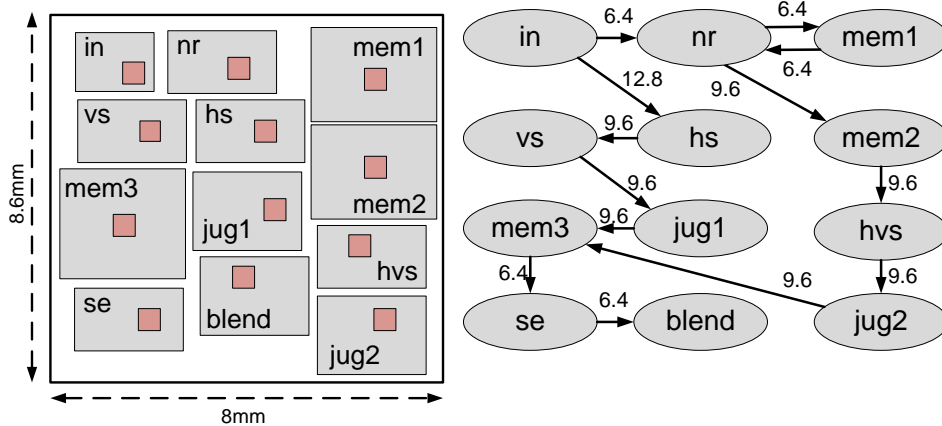 in
nr
mem1
vs
hs
mem2
mem3
jug1
hvs
se
blend
jug2
8.6mm
8mm
in
6.4
nr
6.4
mem1
6.4
12.8
9.6
vs
9.6
hs
mem2
9.6
9.6
mem3
9.6
jug1
hvs
6.4
9.6
9.6
se
6.4
blend
jug2